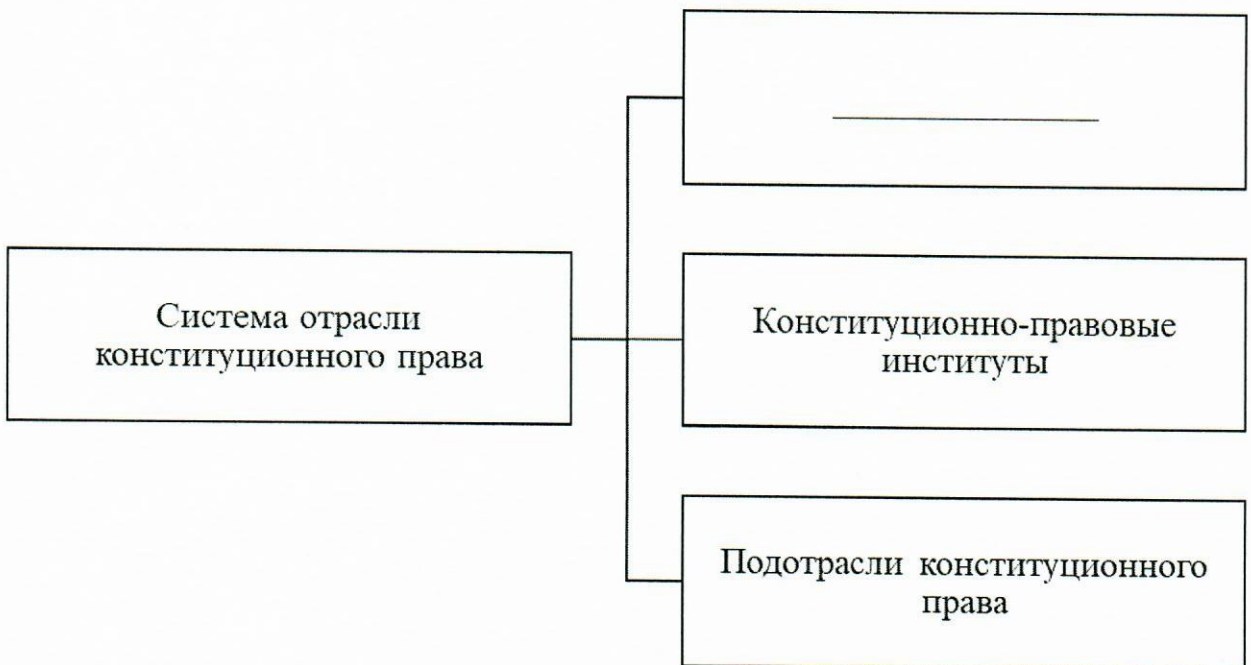 Система отрасли
конституционного права
Конституционно-правовые
институты
Подотрасли конституционного
права